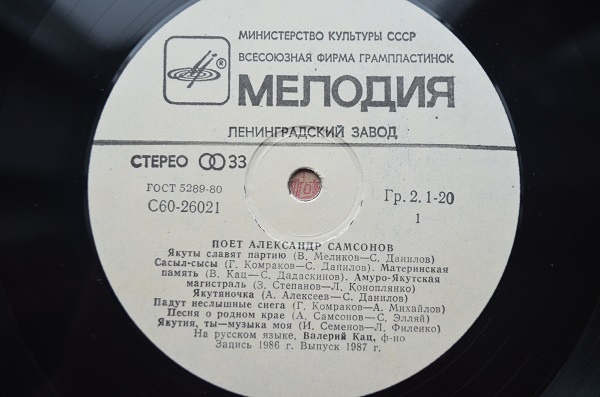 МИНИСТЕРСТВО КУЛЬТУРЫ СССР
ВСЕСОЮЗНАЯ ФИРМА ГРАМПЛАСТИНОК
® МЕЛОДИЯ
ЛЕНИНГРАДСКИЙ ЗАВОД
СТЕРЕО 33
ГОСТ 5289-80
Гр. 2. 1-20
С60-26021
1
ПОЕТ АЛЕКСАНДР САМСОНОВ
Якуты славят партию (В. Меликов—С. Данилов)
Сасыл-сысы (Г. Комраков—С. Данилов). Материнская
память (В. Кац—С. Дадаскинов). Амуро-Якутская
магистраль (З. Степанов—Л. Коноплянко)
Якутяночка (А. Алексеев—С. Данилов)
Падут неслышные снега (Г. Комраков—А. Михайлов)
Песня о родном крае (А. Самсонов—С. Элляй)
Якутия, ты—музыка моя (И. Семенов—Л. Филенко)
На русском языке. Валерий Кац, ф-но
Запись 1986 г. Выпуск 1987 г.